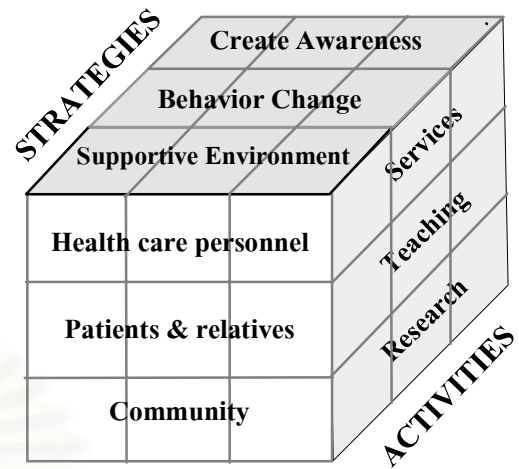 STRATEGIES
Create Awareness
Behavior Change
Supportive Environment
Health care personnel
Patients & relatives
Community
Services
Teaching
Research
ACTIVITIES